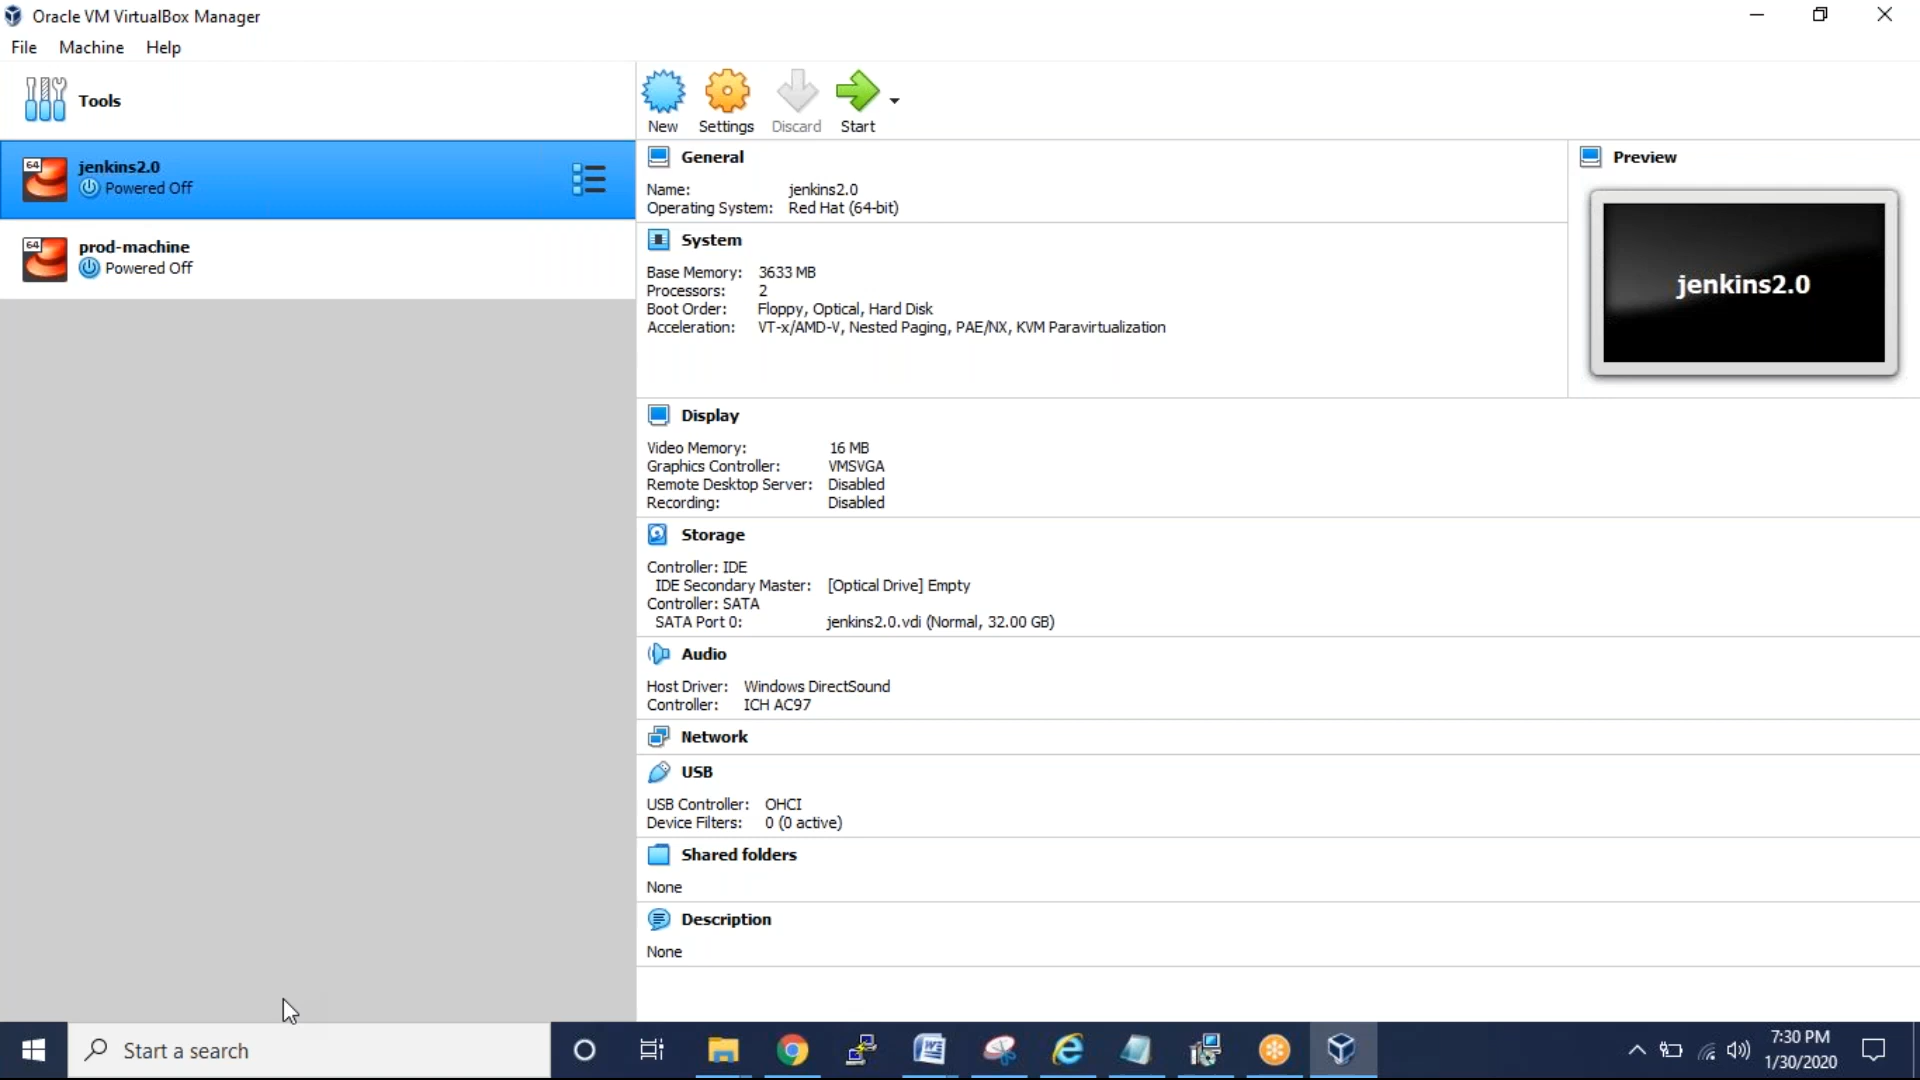 Oracle VM VirtualBox Manager
File Machine Help
Tools
New Settings Discard Start
64 jenkins2.0
Powered Off
64 prod-machine
Powered Off
General
Name: jenkins2.0
Operating System: Red Hat (64-bit)
Preview
jenkins2.0
System
Base Memory: 3633 MB
Processors: 2
Boot Order: Floppy, Optical, Hard Disk
Acceleration: VT-x/AMD-V, Nested Paging, PAE/NX, KVM Paravirtualization
Display
Video Memory: 16 MB
Graphics Controller: VMSVGA
Remote Desktop Server: Disabled
Recording: Disabled
Storage
Controller: IDE
IDE Secondary Master: [Optical Drive] Empty
Controller: SATA
SATA Port 0: jenkins2.0.vdi (Normal, 32.00 GB)
Audio
Host Driver: Windows DirectSound
Controller: ICH AC97
Network
USB
USB Controller: OHCI
Device Filters: 0 (0 active)
Shared folders
None
Description
None
Start a search
7:30 PM
1/30/2020